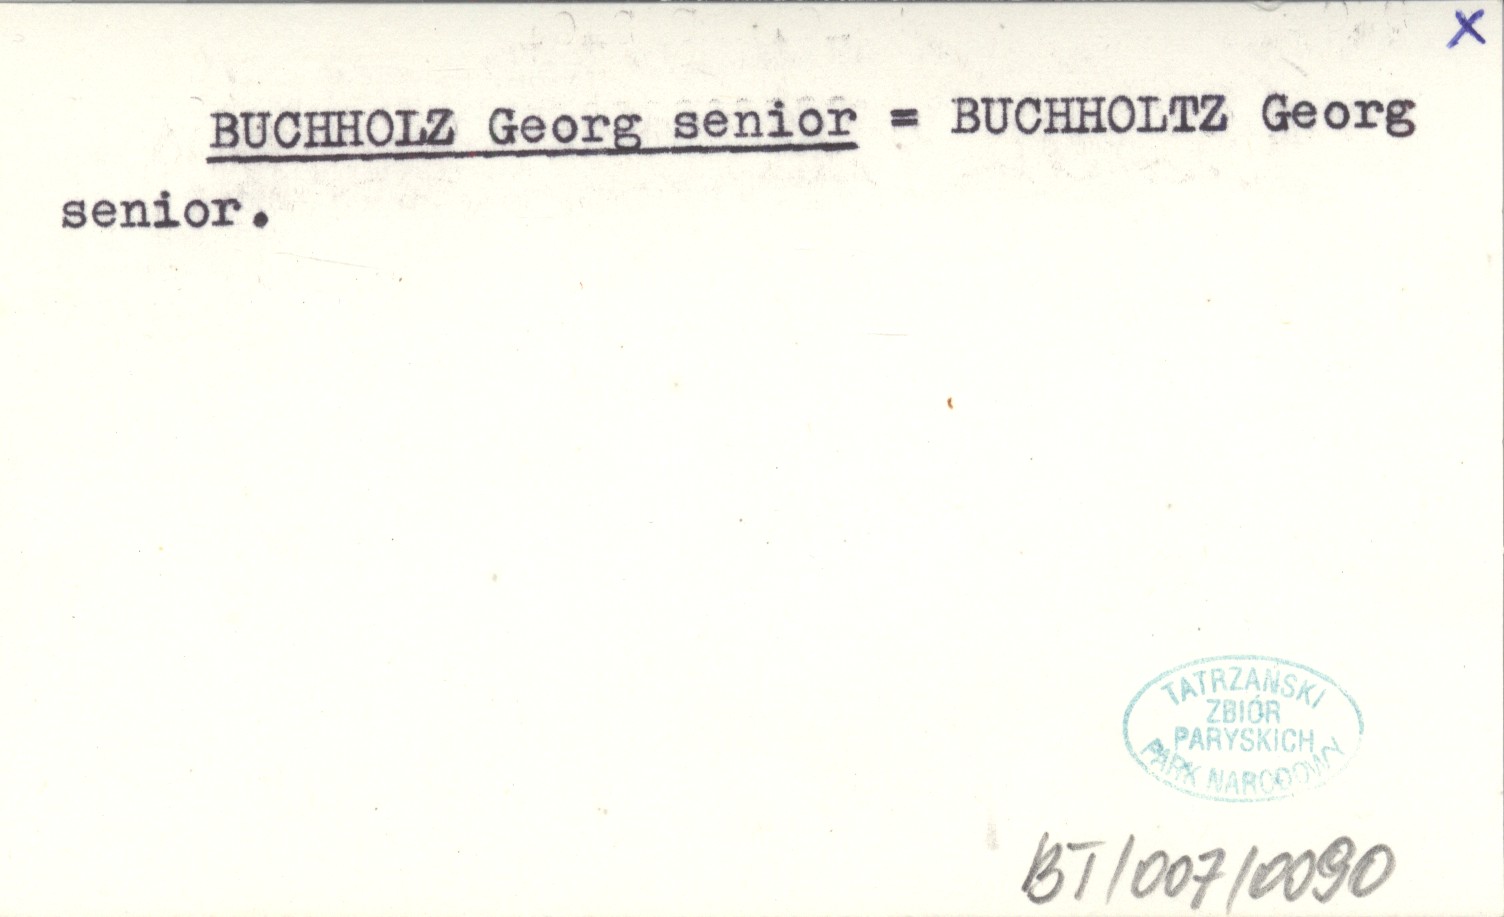 X
BUCHHOLZ Georg senior = BUCHHOLTZ Georg
senior.
TATRZAŃSKI
ZBIÓR
PARYSKICH
PARK NARODOWY
BT/007/0090